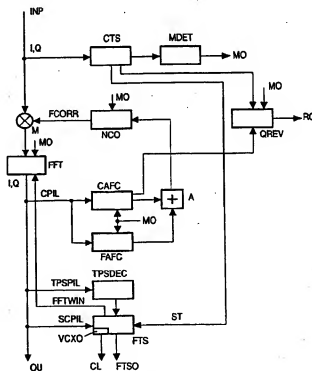 INP
I,Q
CTS
MDET
MO
MO
FCORR
MO
M
NCO
QREV
MO
FFT
I,Q
CPIL
CAFC
A
+
MO
FAFC
TPSPIL
TPSDEC
FFTWIN
SCPIL
ST
VCXO
FTS
OU
CL
FTSO